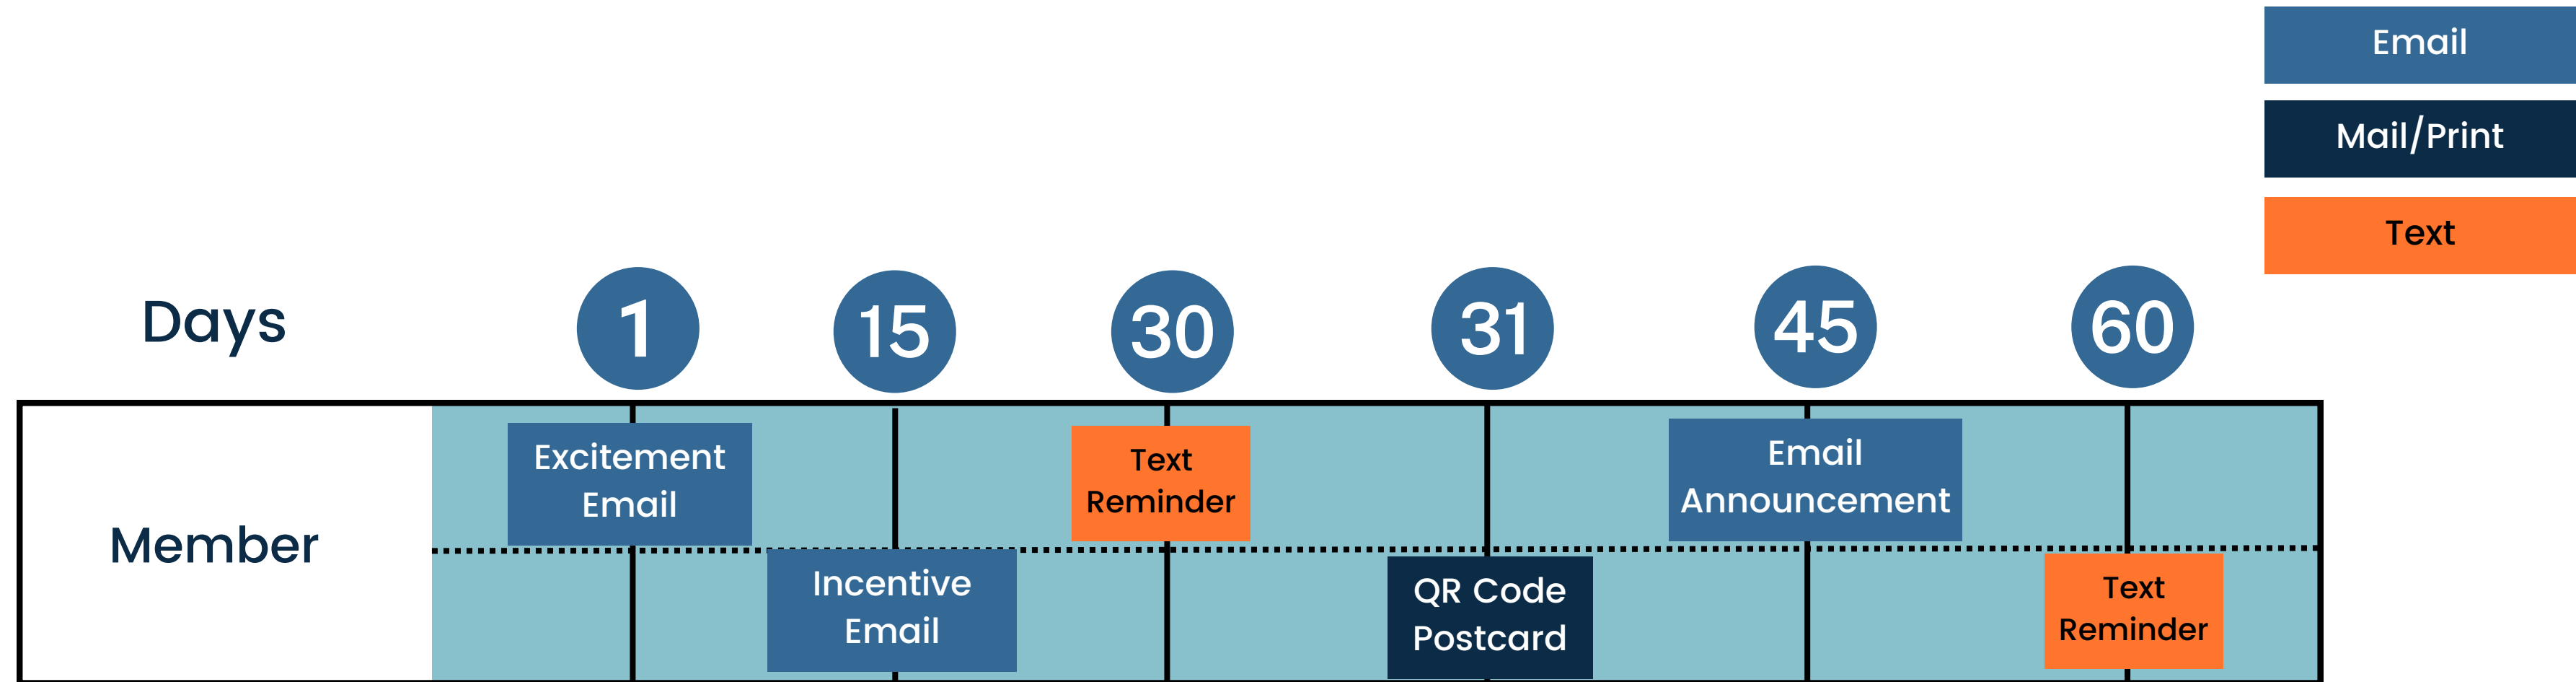 Email
Mail/Print
Text
Days
1
15
30
31
45
60
Member
Excitement
Email
Incentive
Email
Text
Reminder
QR Code
Postcard
Email
Announcement
Text
Reminder